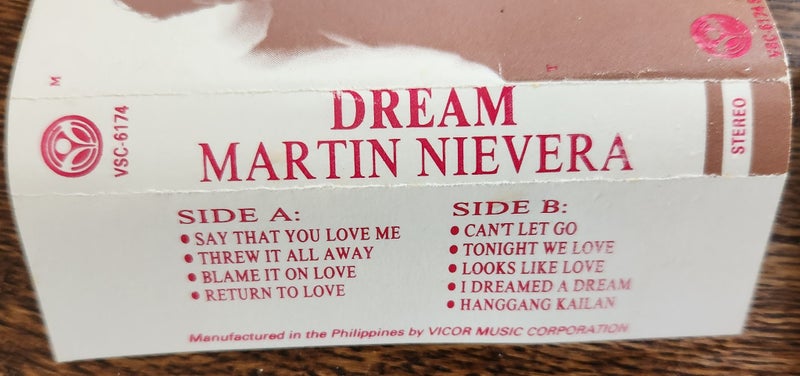 VSC-6174S
M
T
VSC-6174
DREAM
MARTIN NIEVERA
STEREO
SIDE A:
• SAY THAT YOU LOVE ME
• THREW IT ALL AWAY
• BLAME IT ON LOVE
• RETURN TO LOVE
SIDE B:
• CAN'T LET GO
• TONIGHT WE LOVE
• LOOKS LIKE LOVE
• I DREAMED A DREAM
• HANGGANG KAILAN
Manufactured in the Philippines by VICOR MUSIC CORPORATION